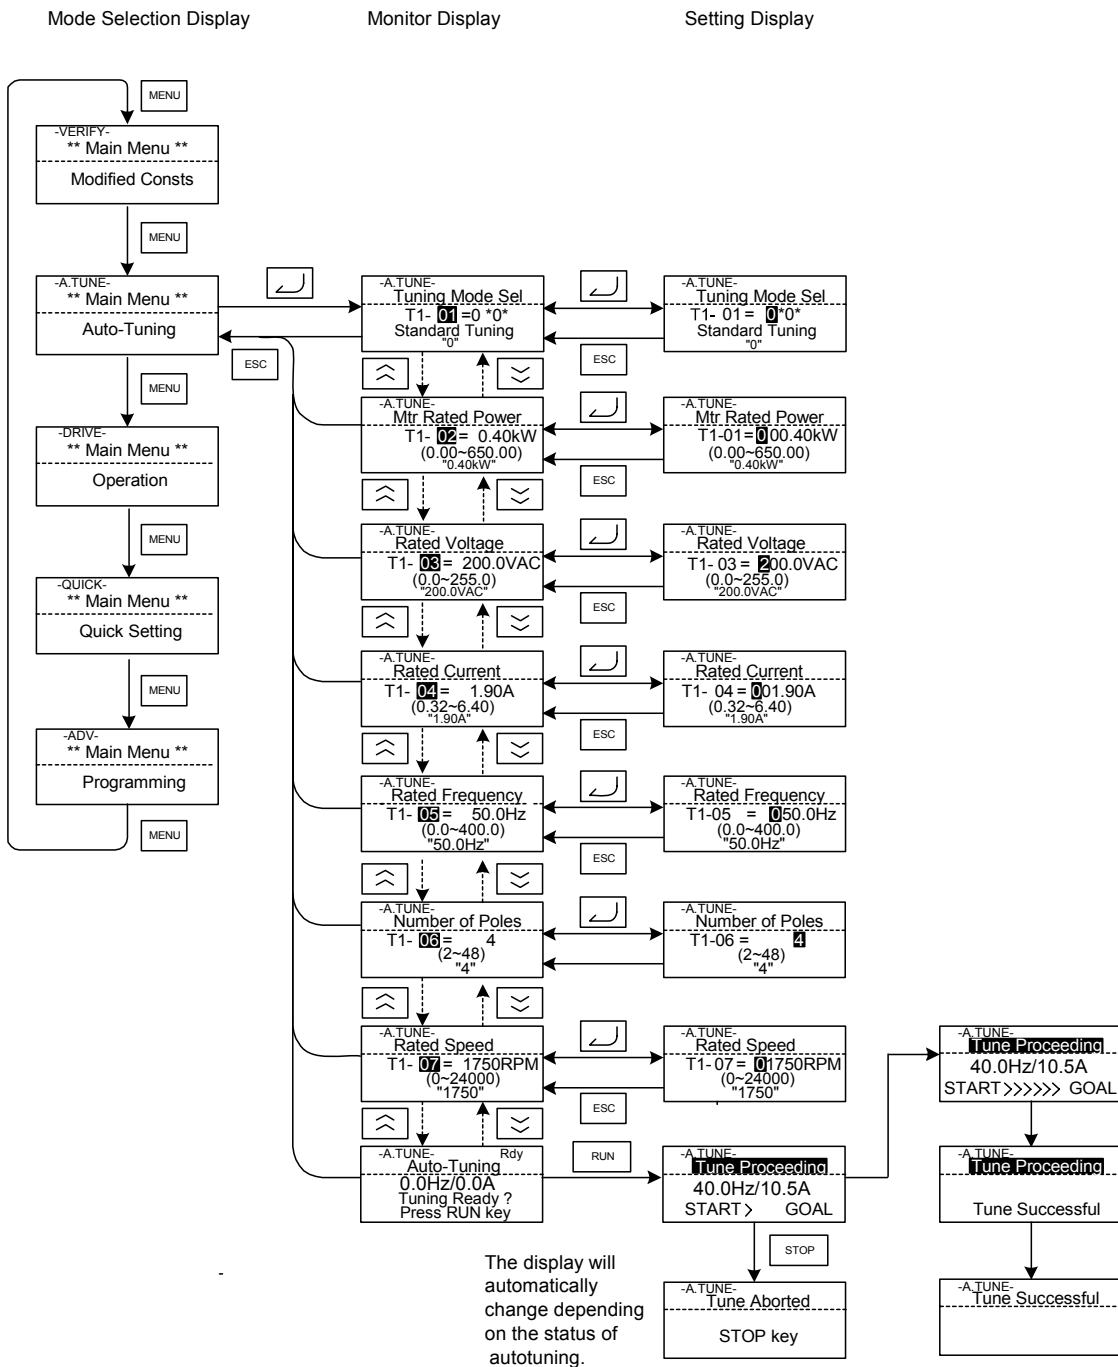 Mode Selection Display
Monitor Display
Setting Display
MENU
-VERIFY-
** Main Menu **
Modified Consts
MENU
-A.TUNE-
** Main Menu **
Auto-Tuning
ESC
MENU
-DRIVE-
** Main Menu **
Operation
MENU
-QUICK-
** Main Menu **
Quick Setting
MENU
-ADV-
** Main Menu **
Programming
MENU
-A.TUNE-
Tuning Mode Sel
T1- 01 =0 *0*
Standard Tuning
"0"
ESC
-A.TUNE-
Tuning Mode Sel
T1- 01 = 0*0*
Standard Tuning
"0"
-A.TUNE-
Mtr Rated Power
T1- 02= 0.40kW
(0.00~650.00)
"0.40kW"
ESC
-A.TUNE-
Mtr Rated Power
T1-01=000.40kW
(0.00~650.00)
"0.40kW"
-A.TUNE-
Rated Voltage
T1- 03= 200.0VAC
(0.0~255.0)
"200.0VAC"
ESC
-A.TUNE-
Rated Voltage
T1- 03 = 200.0VAC
(0.0~255.0)
"200.0VAC"
-A.TUNE-
Rated Current
T1- 04= 1.90A
(0.32~6.40)
"1.90A"
ESC
-A.TUNE-
Rated Current
T1- 04 = 001.90A
(0.32~6.40)
"1.90A"
-A.TUNE-
Rated Frequency
T1- 05= 50.0Hz
(0.0~400.0)
"50.0Hz"
ESC
-A.TUNE-
Rated Frequency
T1-05 = 050.0Hz
(0.0~400.0)
"50.0Hz"
-A.TUNE-
Number of Poles
T1- 06= 4
(2~48)
"4"
-A.TUNE-
Number of Poles
T1-06 = 4
(2~48)
"4"
-A.TUNE-
Rated Speed
T1- 07= 1750RPM
(0~24000)
"1750"
ESC
-A.TUNE-
Rated Speed
T1- 07 = 01750RPM
(0~24000)
"1750"
-A.TUNE- Rdy
Auto-Tuning
0.0Hz/0.0A
Tuning Ready ?
Press RUN key
RUN
-A.TUNE-
Tune Proceeding
40.0Hz/10.5A
START > GOAL
STOP
-A.TUNE-
Tune Aborted
STOP key
-A.TUNE-
Tune Proceeding
40.0Hz/10.5A
START >>>>>> GOAL
-A.TUNE-
Tune Proceeding
Tune Successful
-A.TUNE-
Tune Successful
The display will
automatically
change depending
on the status of
autotuning.
-